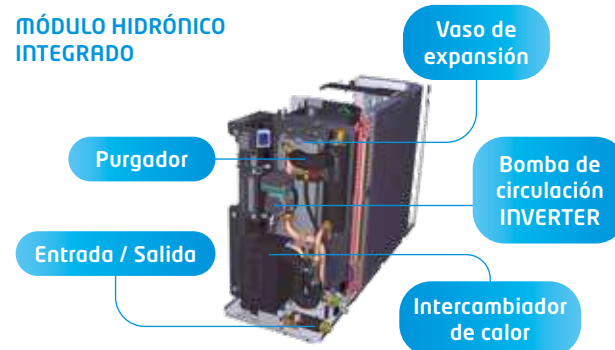 MÓDULO HIDRÓNICO
INTEGRADO
Vaso de
expansión
Purgador
Bomba de
circulación
INVERTER
Entrada / Salida
Intercambiador
de calor